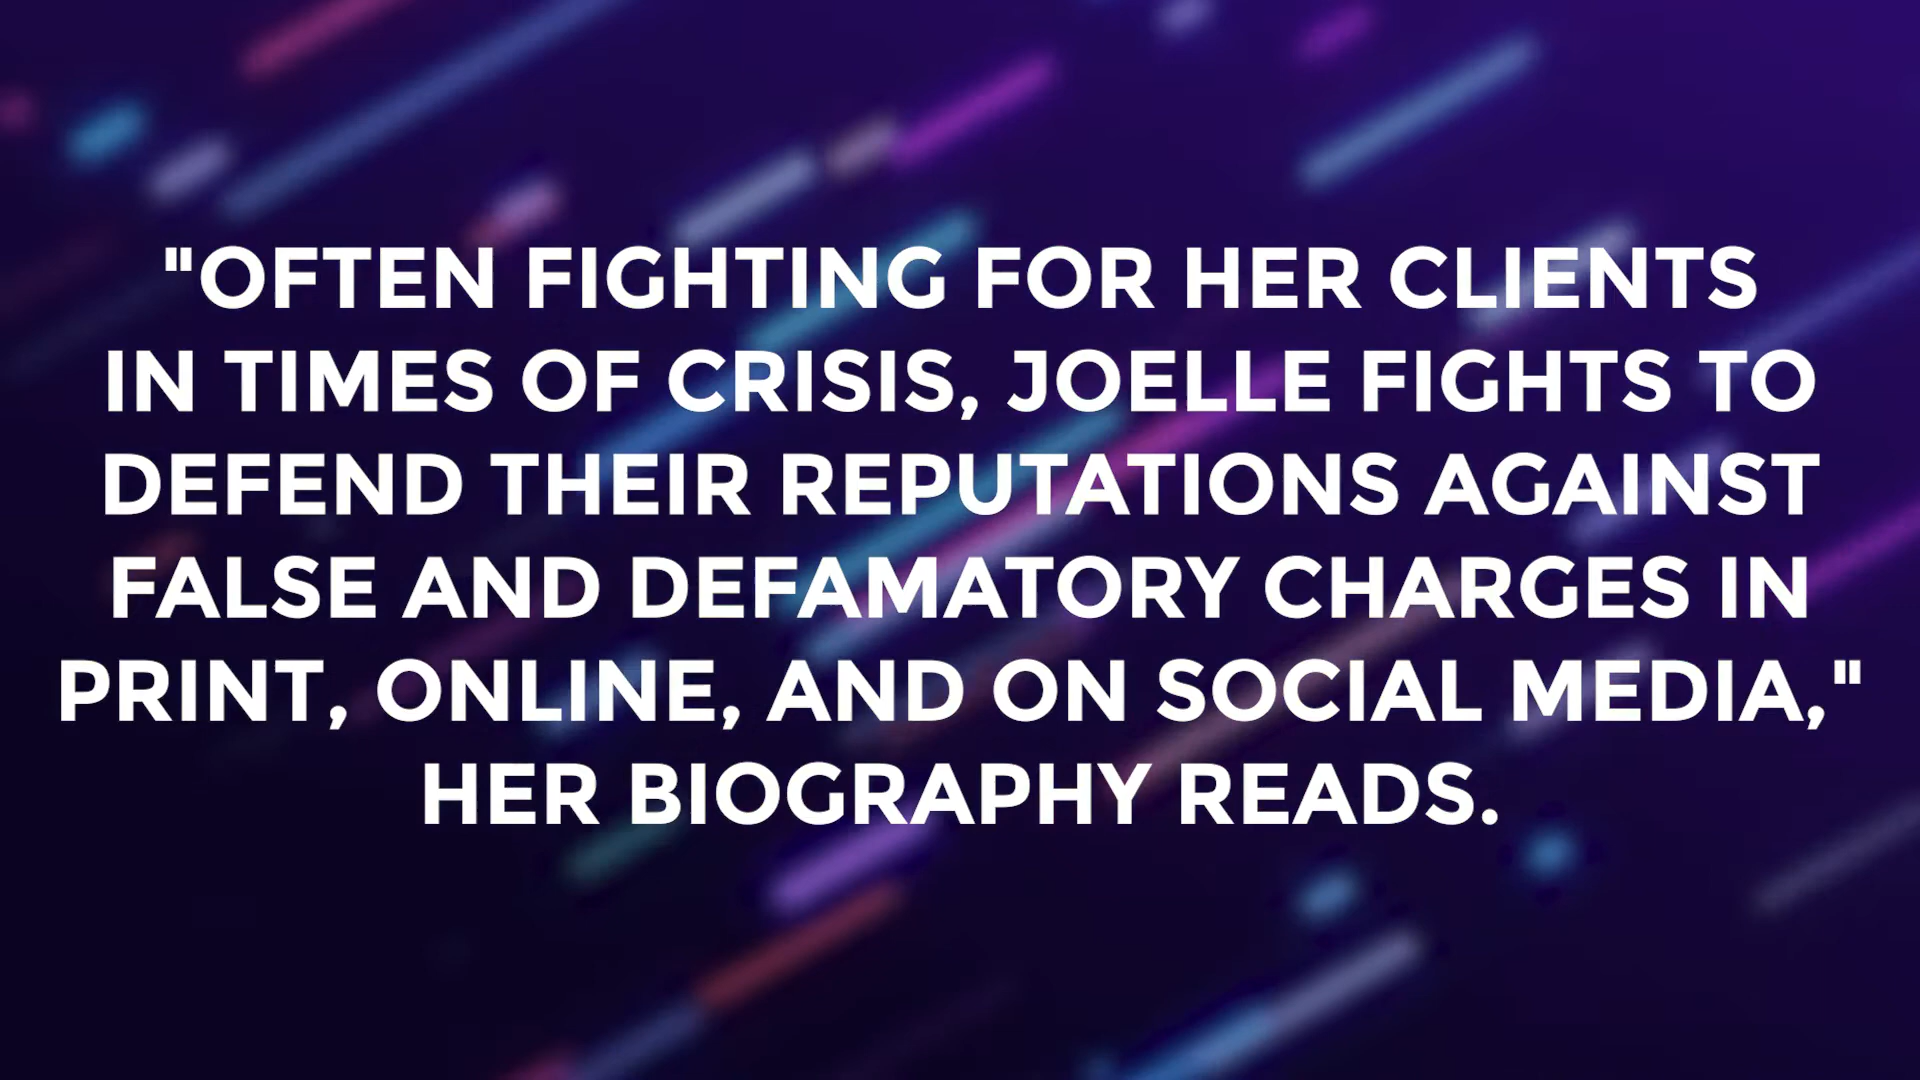 "OFTEN FIGHTING FOR HER CLIENTS
IN TIMES OF CRISIS, JOELLE FIGHTS TO
DEFEND THEIR REPUTATIONS AGAINST
FALSE AND DEFAMATORY CHARGES IN
PRINT, ONLINE, AND ON SOCIAL MEDIA,"
HER BIOGRAPHY READS.